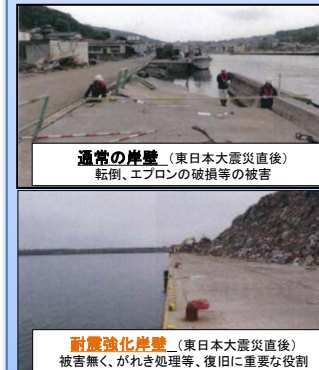 通常の岸壁（東日本大震災直後）
転倒、エプロンの破損等の被害
耐震強化岸壁（東日本大震災直後）
被害無く、がれき処理等、復旧に重要な役割